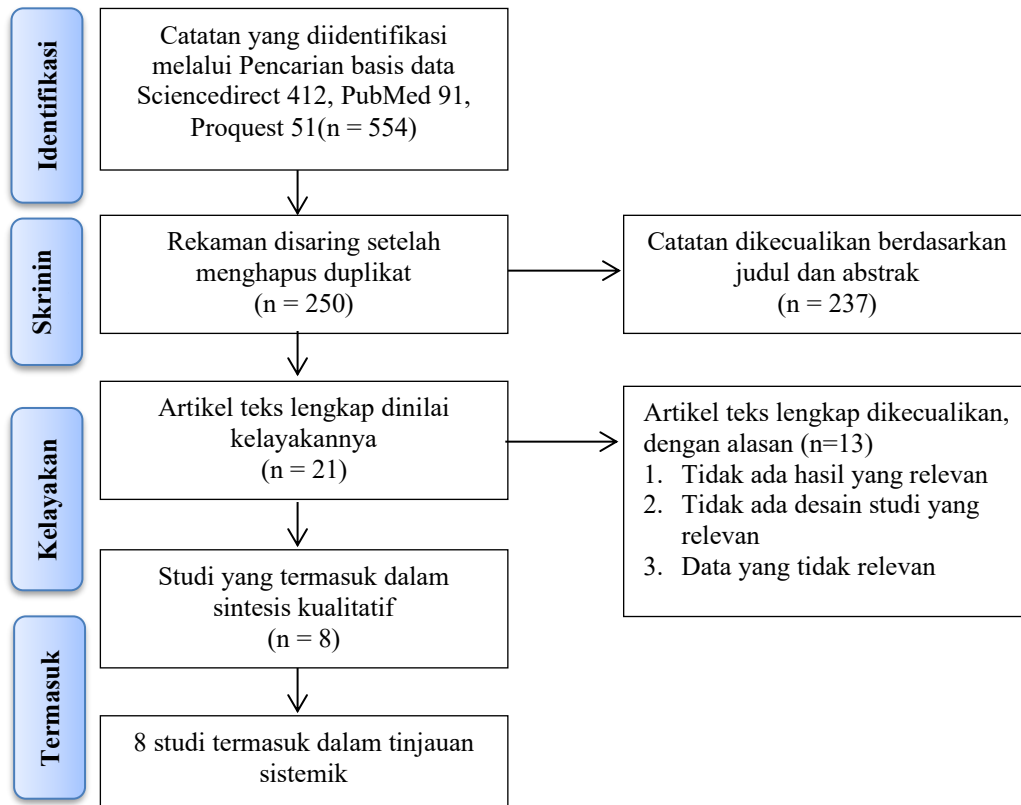 Identifikasi
Catatan yang diidentifikasi
melalui Pencarian basis data
Sciencedirect 412, PubMed 91,
Proquest 51(n = 554)
Skrinin
Rekaman disaring setelah
menghapus duplikat
(n = 250)
Catatan dikecualikan berdasarkan
judul dan abstrak
(n = 237)
Kelayakan
Artikel teks lengkap dinilai
kelayakannya
(n = 21)
Artikel teks lengkap dikecualikan,
dengan alasan (n=13)
1. Tidak ada hasil yang relevan
2. Tidak ada desain studi yang
relevan
3. Data yang tidak relevan
Studi yang termasuk dalam
sintesis kualitatif
(n = 8)
Termasuk
8 studi termasuk dalam tinjauan
sistemik